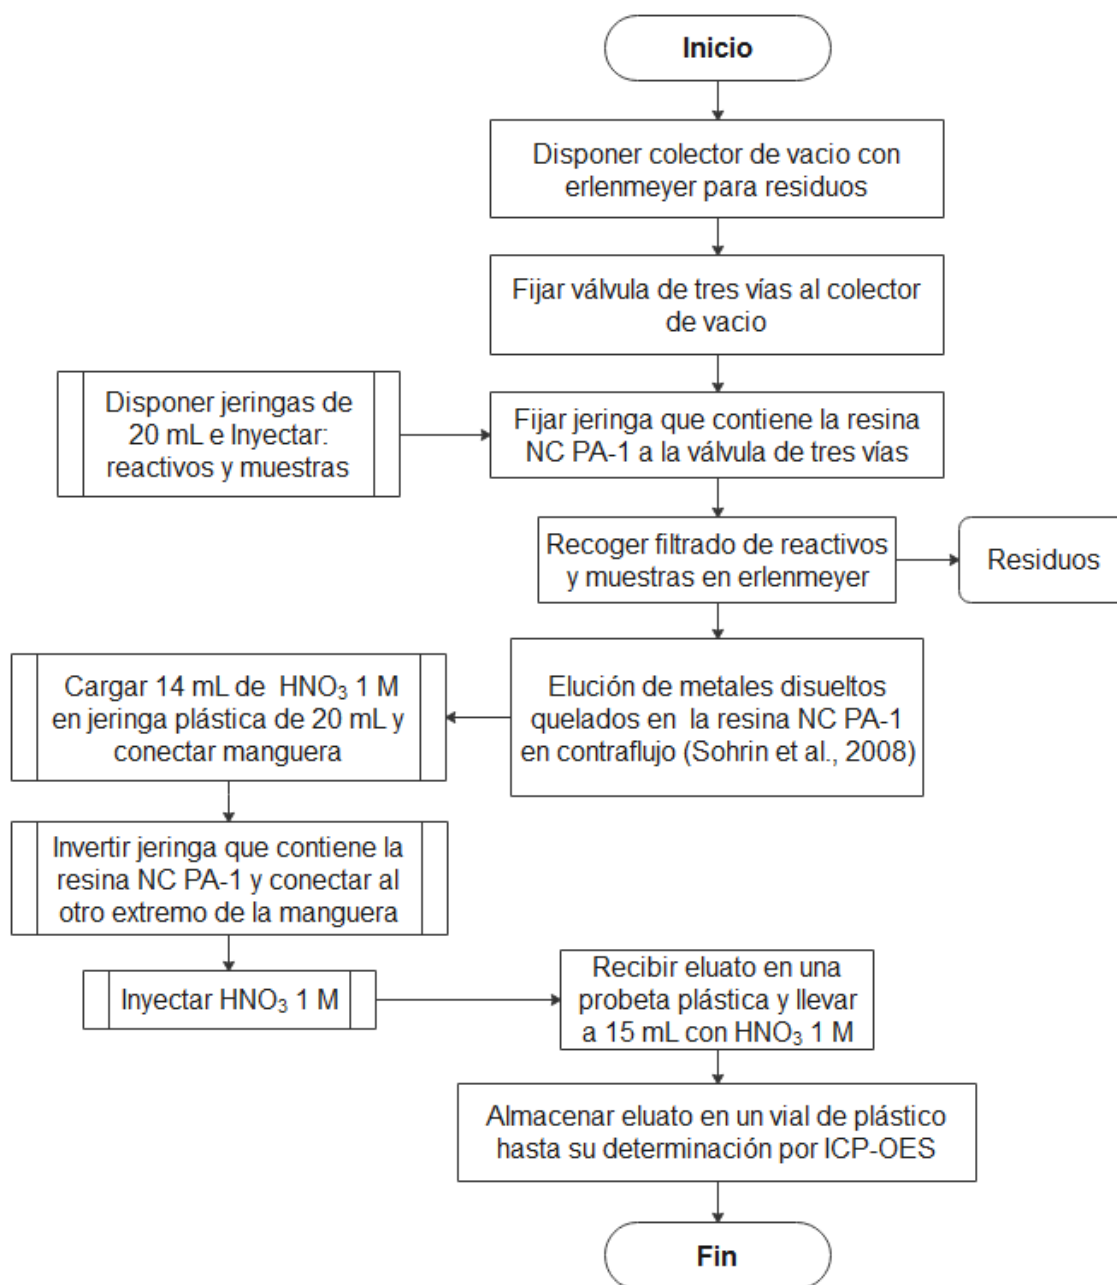 Inicio
Disponer colector de vacio con
erlenmeyer para residuos
Fijar válvula de tres vías al colector
de vacio
Disponer jeringas de
20 mL e Inyectar:
reactivos y muestras
Fijar jeringa que contiene la resina
NC PA-1 a la válvula de tres vías
Recoger filtrado de reactivos
y muestras en erlenmeyer
Residuos
Elución de metales disueltos
quelados en la resina NC PA-1
en contraflujo (Sohrin et al., 2008)
Cargar 14 mL de HNO₃ 1 M
en jeringa plástica de 20 mL y
conectar manguera
Invertir jeringa que contiene la
resina NC PA-1 y conectar al
otro extremo de la manguera
Inyectar HNO₃ 1 M
Recibir eluato en una
probeta plástica y llevar
a 15 mL con HNO₃ 1 M
Almacenar eluato en un vial de plástico
hasta su determinación por ICP-OES
Fin